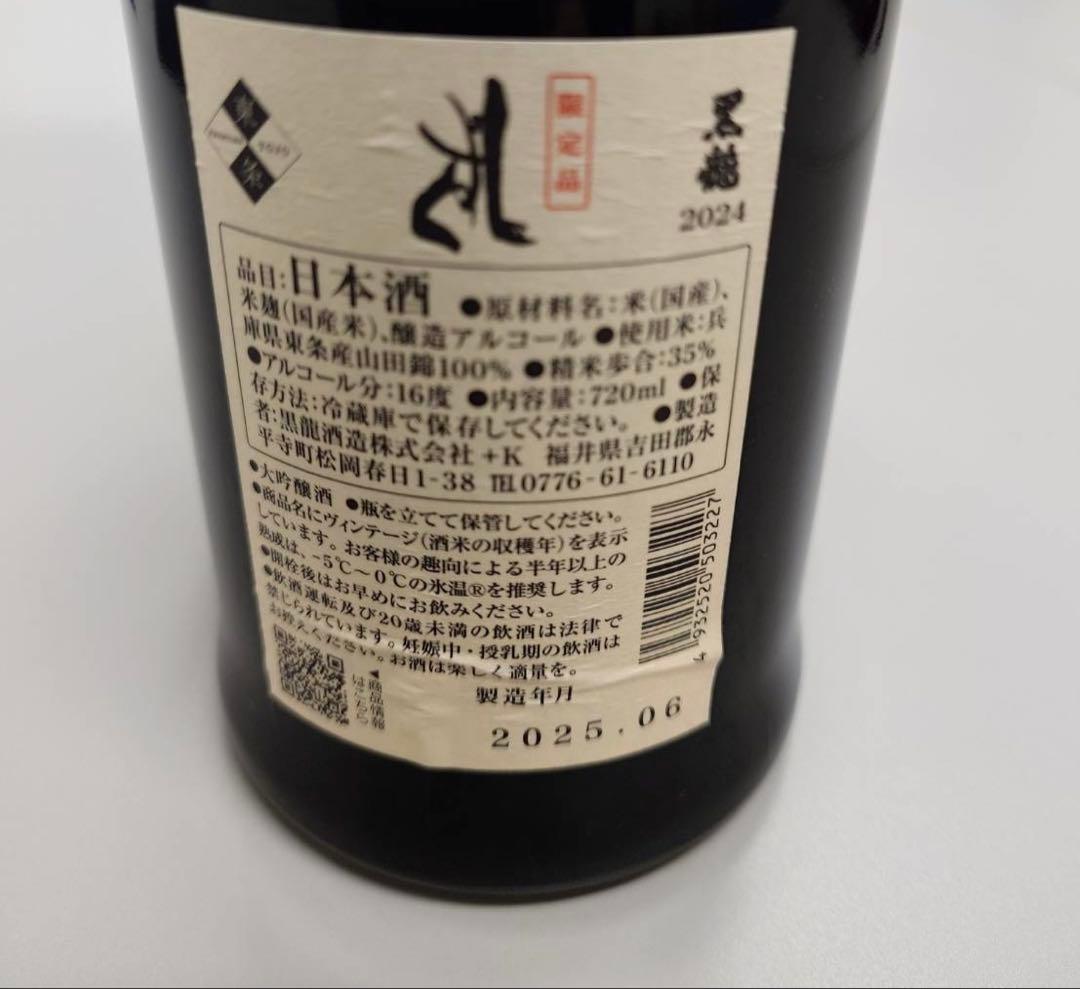 限定品
黒龍
2024
品目:日本酒 ●原材料名:米(国産)、
米麹(国産米)、醸造アルコール ●使用米:兵
庫県東条産山田錦100% ●精米歩合:35%
●アルコール分:16度 ●内容量:720ml ●保
存方法:冷蔵庫で保存してください。 ●製造
者:黒龍酒造株式会社+K 福井県吉田郡永
平寺町松岡春日1-38 ℡0776-61-6110
●大吟醸酒 ●瓶を立てて保管してください。
●商品名にヴィンテージ(酒米の収穫年)を表示
しています。お客様の趣向による半年以上の
熟成は、-5℃〜0℃の氷温®を推奨します。
●開栓後はお早めにお飲みください。
●飲酒運転及び20歳未満の飲酒は法律で
禁じられています。妊娠中・授乳期の飲酒は
お控えください。お酒は楽しく適量を。
◀商品情報
はこちら
製造年月
2025.06
4 932520 503227